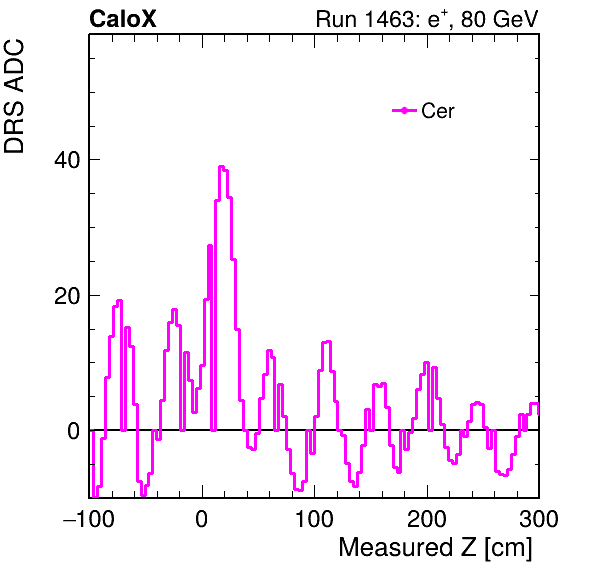 CaloX Run 1463: e⁺, 80 GeV
DRS ADC
Cer
40
20
0
−100 0 100 200 300
Measured Z [cm]